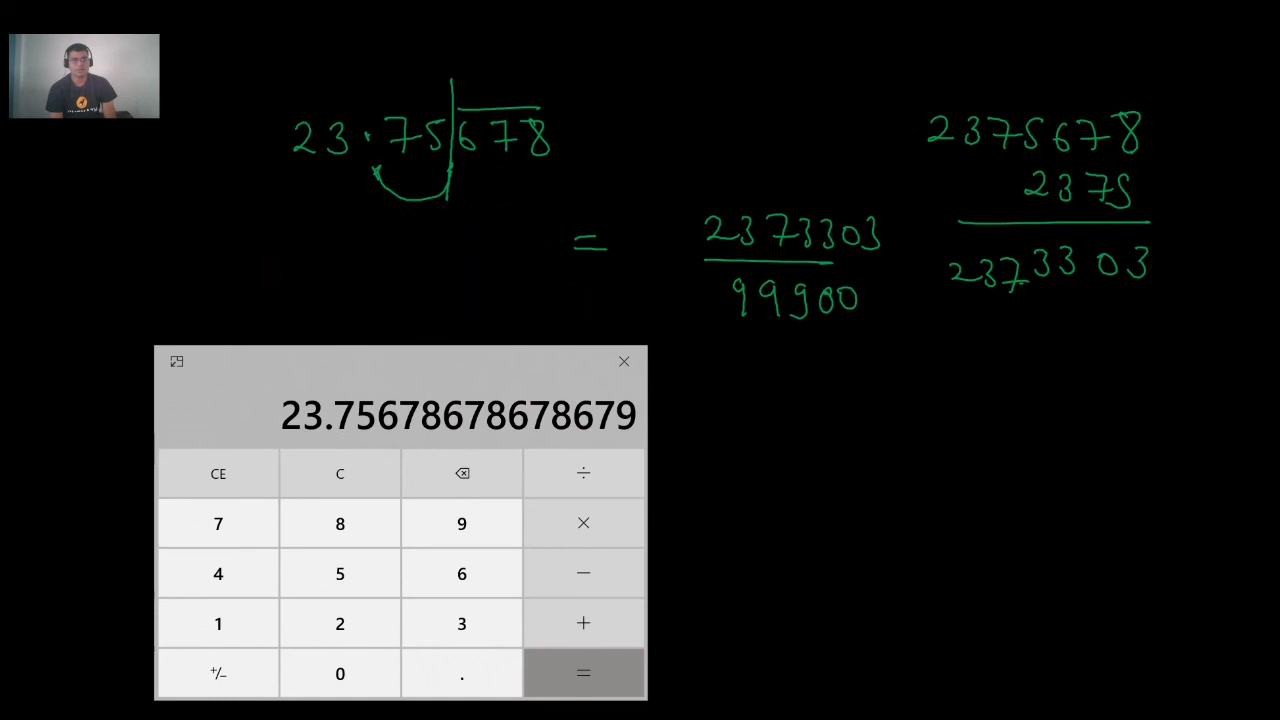 23.75678
2375678
2375
2373303
= 2373303
99900
23.75678678678679
CE C ÷
7 8 9 ×
4 5 6 −
1 2 3 +
+/− 0 . =